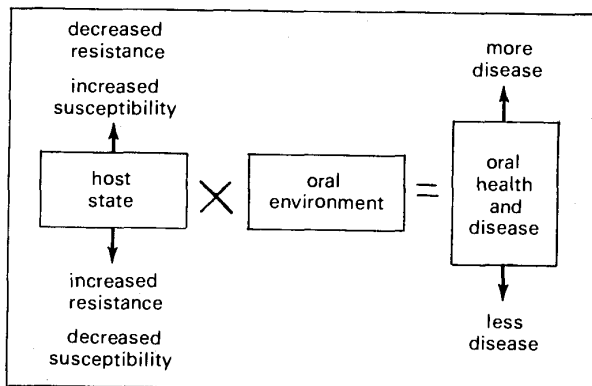 decreased
resistance
increased
susceptibility
host
state
increased
resistance
decreased
susceptibility
×
oral
environment
=
more
disease
oral
health
and
disease
less
disease